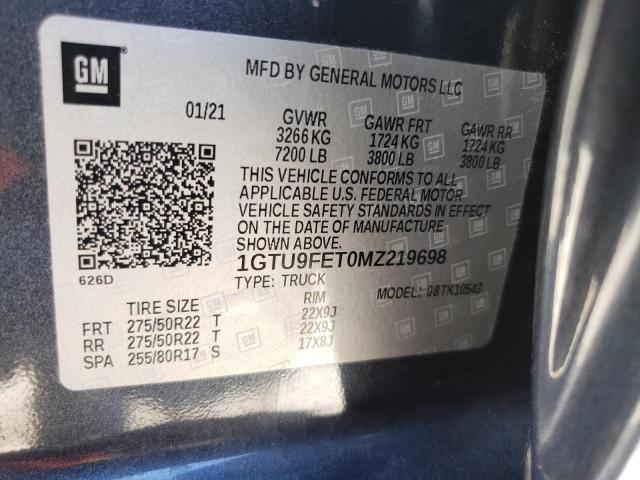 GM
MFD BY GENERAL MOTORS LLC
01/21 GVWR GAWR FRT GAWR RR
3266 KG 1724 KG 1724 KG
7200 LB 3800 LB 3800 LB
THIS VEHICLE CONFORMS TO ALL
APPLICABLE U.S. FEDERAL MOTOR
VEHICLE SAFETY STANDARDS IN EFFECT
ON THE DATE OF MANUFACTURE
SHOWN ABOVE.
1GTU9FET0MZ219698
626D TYPE: TRUCK MODEL: 08TK10543
TIRE SIZE RIM
FRT 275/50R22 T 22X9J
RR 275/50R22 T 22X9J
SPA 255/80R17 S 17X8J